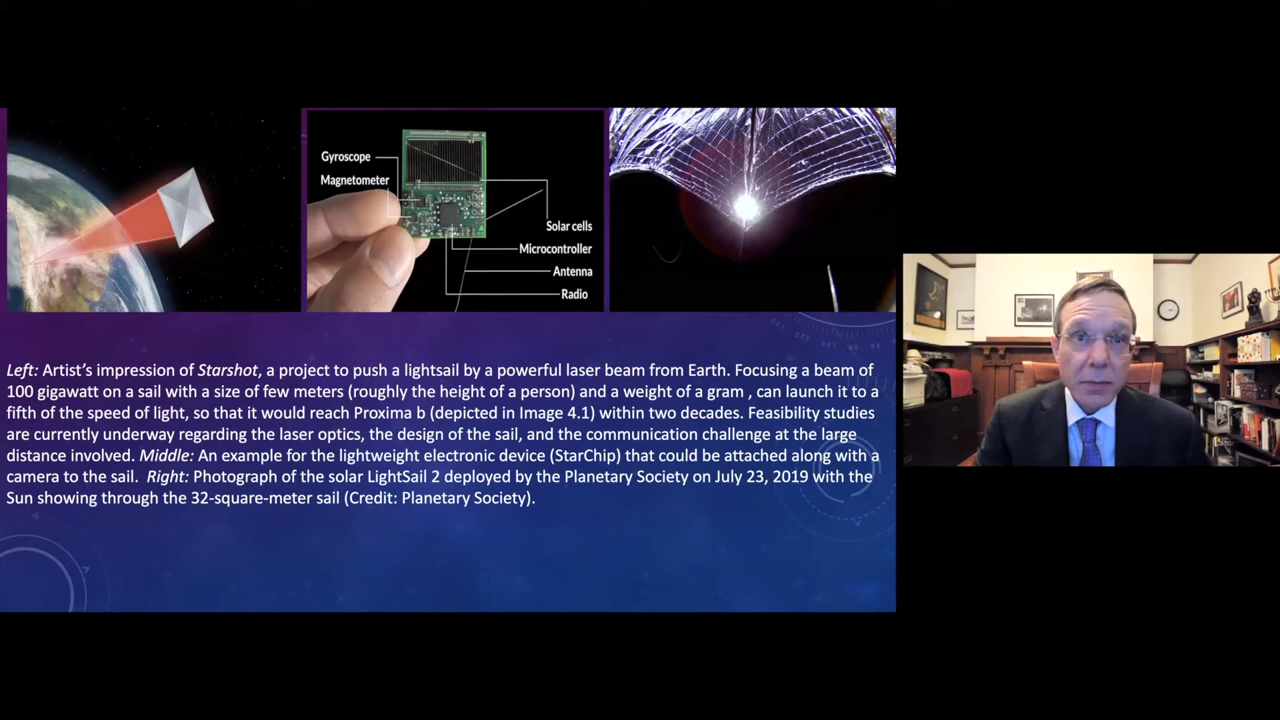 Gyroscope
Magnetometer
Solar cells
Microcontroller
Antenna
Radio
Left: Artist’s impression of Starshot, a project to push a lightsail by a powerful laser beam from Earth. Focusing a beam of
100 gigawatt on a sail with a size of few meters (roughly the height of a person) and a weight of a gram , can launch it to a
fifth of the speed of light, so that it would reach Proxima b (depicted in Image 4.1) within two decades. Feasibility studies
are currently underway regarding the laser optics, the design of the sail, and the communication challenge at the large
distance involved. Middle: An example for the lightweight electronic device (StarChip) that could be attached along with a
camera to the sail. Right: Photograph of the solar LightSail 2 deployed by the Planetary Society on July 23, 2019 with the
Sun showing through the 32-square-meter sail (Credit: Planetary Society).